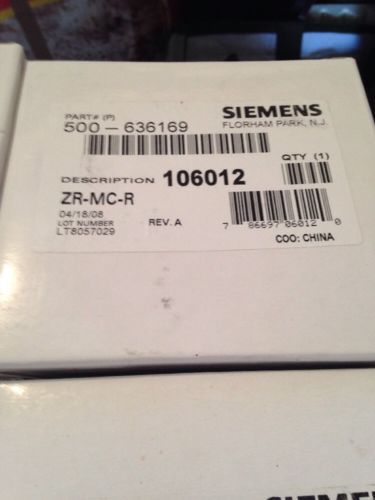 PART# (P)
500-636169
SIEMENS
FLORHAM PARK, N.J.
QTY (1)
DESCRIPTION 106012
ZR-MC-R
04/18/08
LOT NUMBER
LT8057029
REV. A
7 86697 06012 0
COO: CHINA
SIEMENS